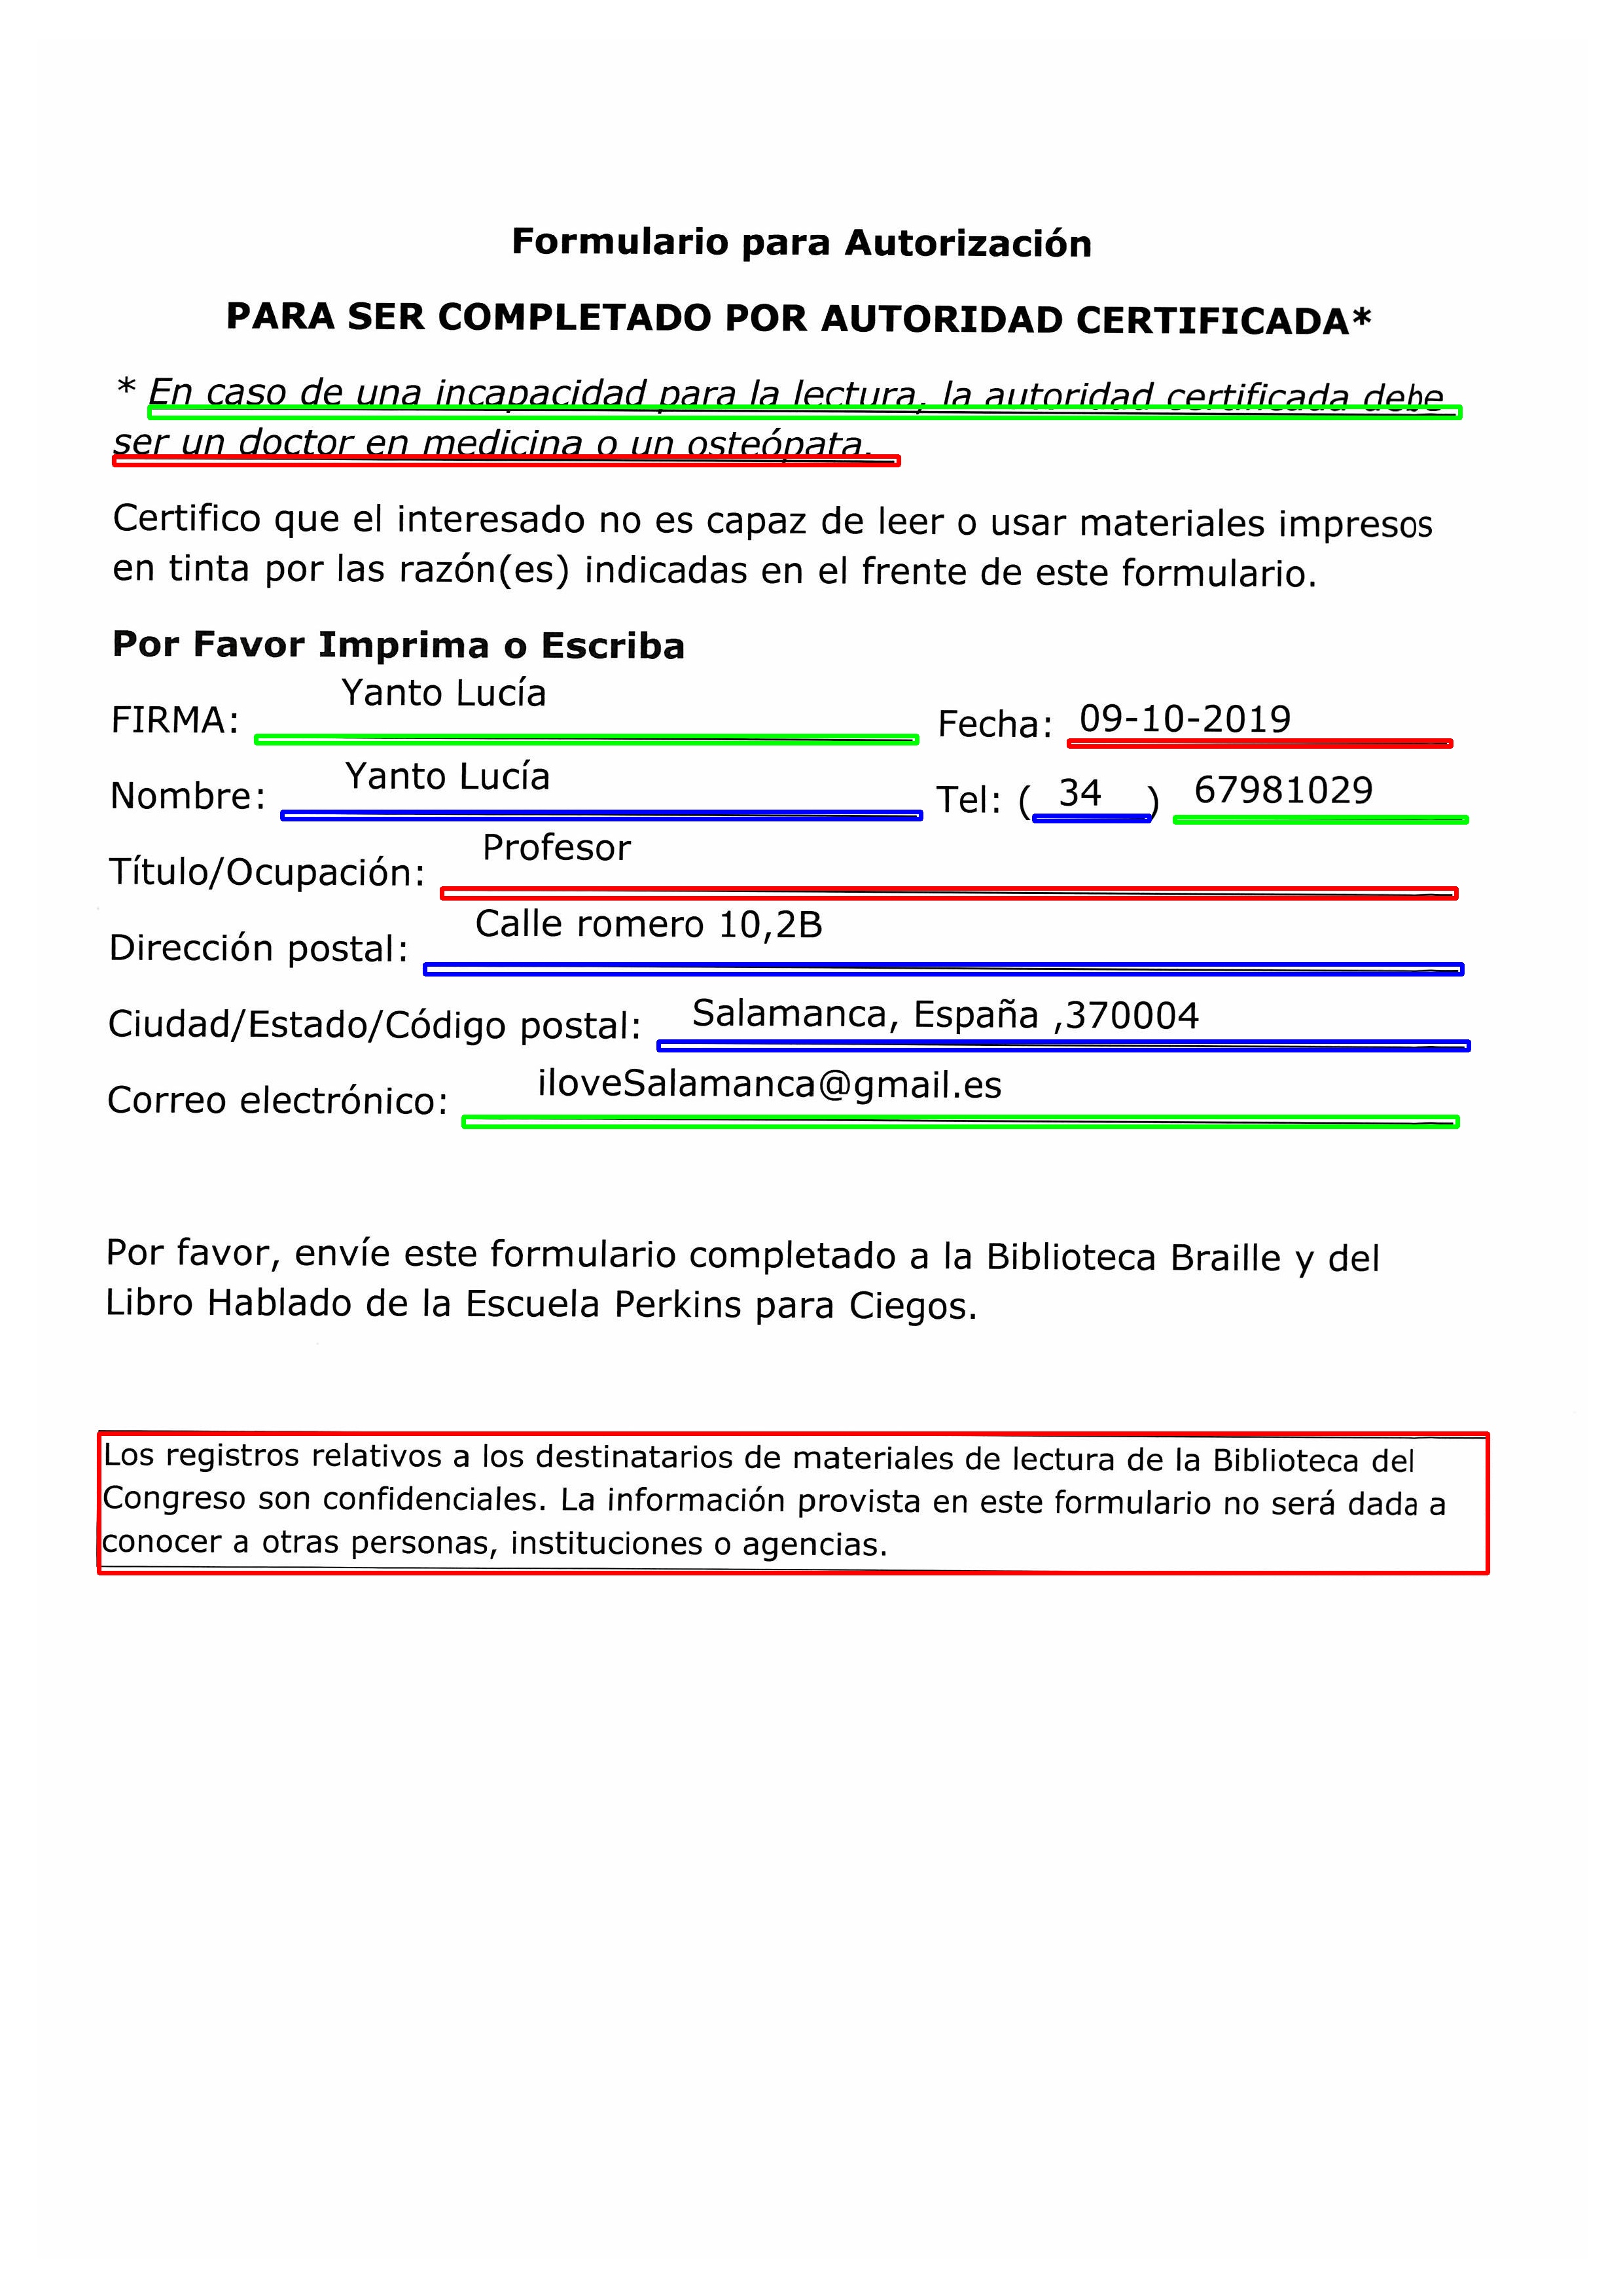 Formulario para Autorización
PARA SER COMPLETADO POR AUTORIDAD CERTIFICADA*
* En caso de una incapacidad para la lectura, la autoridad certificada debe
ser un doctor en medicina o un osteópata.
Certifico que el interesado no es capaz de leer o usar materiales impresos
en tinta por las razón(es) indicadas en el frente de este formulario.
Por Favor Imprima o Escriba
FIRMA: Yanto Lucía Fecha: 09-10-2019
Nombre: Yanto Lucía Tel: ( 34 ) 67981029
Título/Ocupación: Profesor
Dirección postal: Calle romero 10,2B
Ciudad/Estado/Código postal: Salamanca, España ,370004
Correo electrónico: iloveSalamanca@gmail.es
Por favor, envíe este formulario completado a la Biblioteca Braille y del
Libro Hablado de la Escuela Perkins para Ciegos.
Los registros relativos a los destinatarios de materiales de lectura de la Biblioteca del
Congreso son confidenciales. La información provista en este formulario no será dada a
conocer a otras personas, instituciones o agencias.